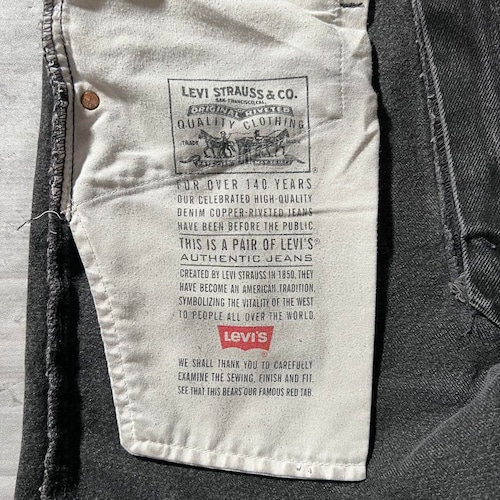 LEVI STRAUSS & CO.
SAN FRANCISCO, CAL.
ORIGINAL RIVETED
QUALITY CLOTHING
TRADE
®
FOR OVER 140 YEARS
OUR CELEBRATED HIGH-QUALITY
DENIM COPPER-RIVETED JEANS
HAVE BEEN BEFORE THE PUBLIC
THIS IS A PAIR OF LEVI'S®
AUTHENTIC JEANS
CREATED BY LEVI STRAUSS IN 1850, THEY
HAVE BECOME AN AMERICAN TRADITION,
SYMBOLIZING THE VITALITY OF THE WEST
TO PEOPLE ALL OVER THE WORLD.
LEVI'S
®
WE SHALL THANK YOU TO CAREFULLY
EXAMINE THE SEWING, FINISH AND FIT.
SEE THAT THIS BEARS OUR FAMOUS RED TAB.